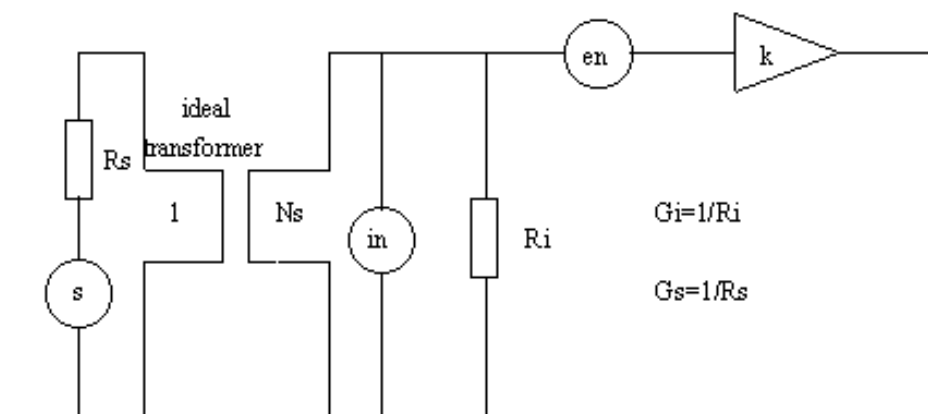 en
k
ideal
transformer
Rs
1
Ns
in
Ri
Gi=1/Ri
s
Gs=1/Rs